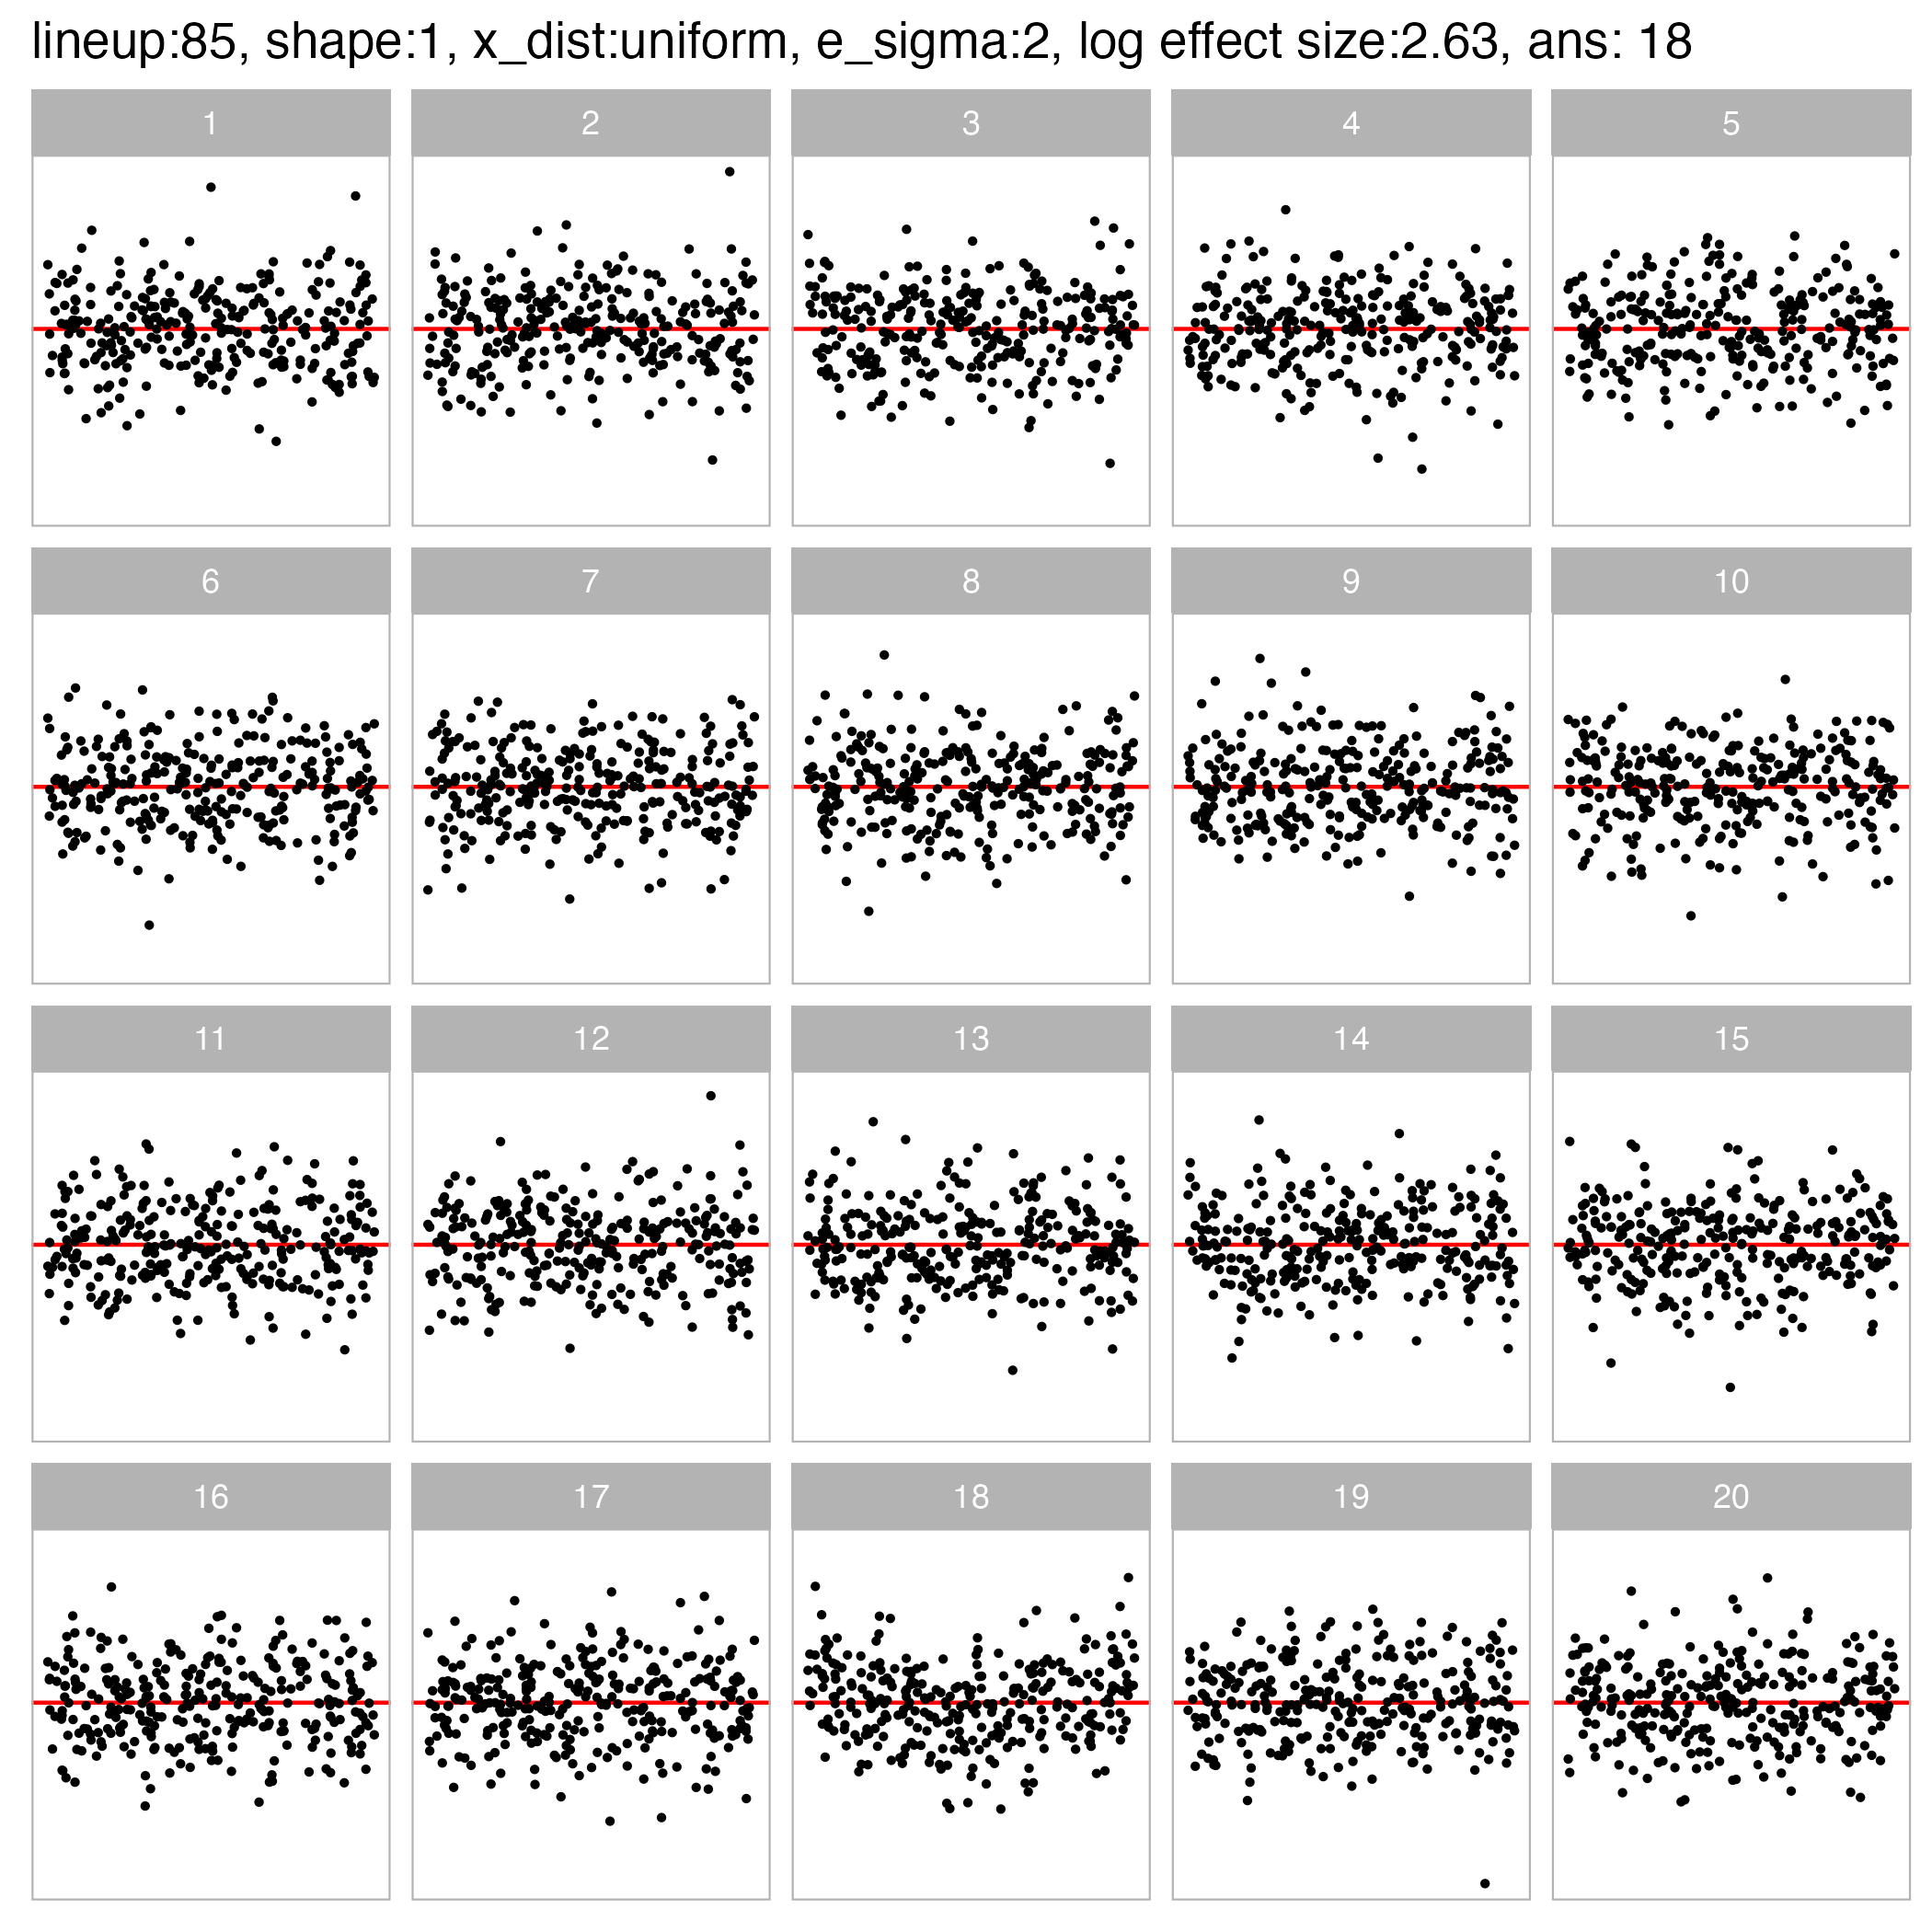 lineup:85, shape:1, x_dist:uniform, e_sigma:2, log effect size:2.63, ans: 18
1 2 3 4 5
6 7 8 9 10
11 12 13 14 15
16 17 18 19 20